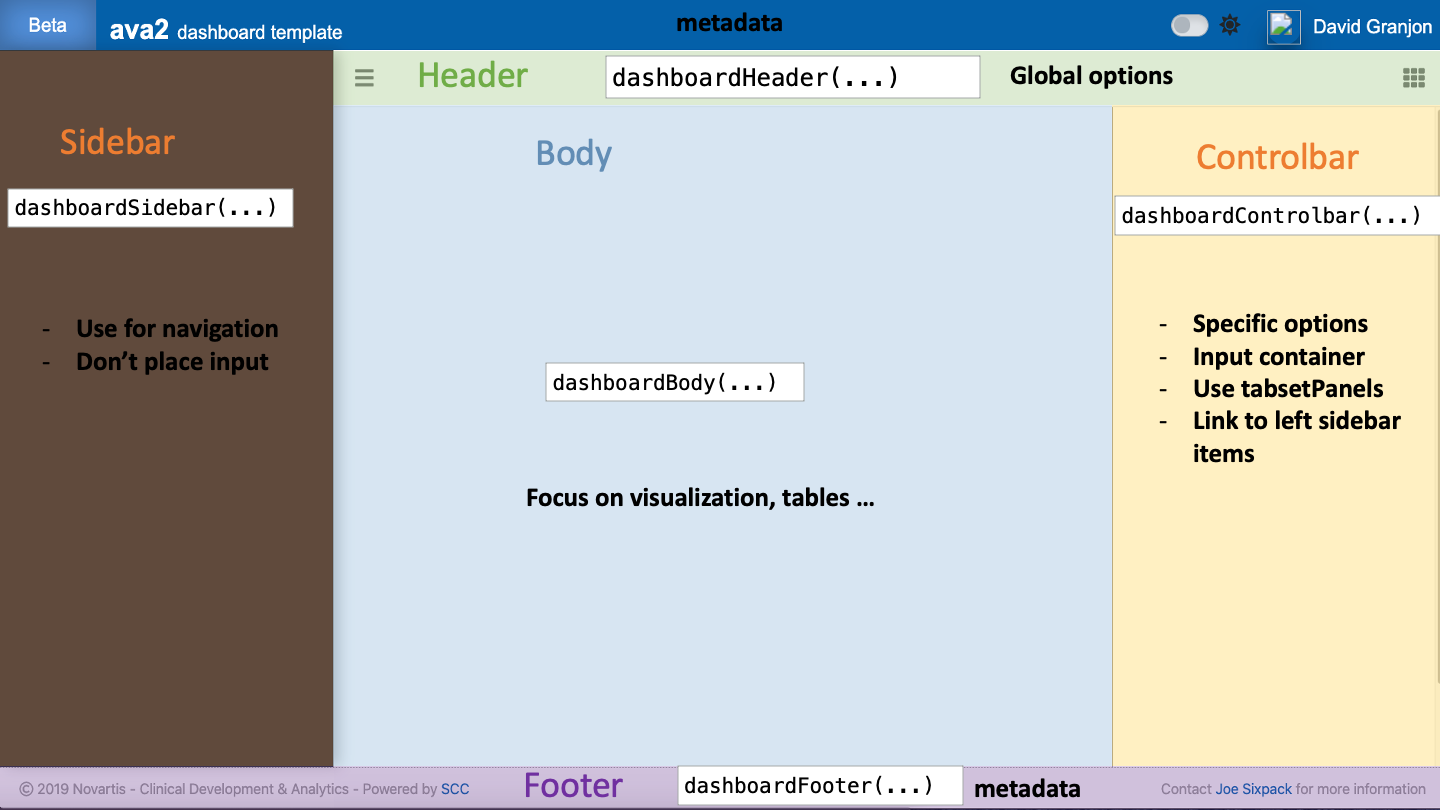 Beta
ava2 dashboard template
metadata
David Granjon
Header
dashboardHeader(...)
Global options
Sidebar
dashboardSidebar(...)
- Use for navigation
- Don’t place input
Body
dashboardBody(...)
Focus on visualization, tables ...
Controlbar
dashboardControlbar(...)
- Specific options
- Input container
- Use tabsetPanels
- Link to left sidebar
items
© 2019 Novartis - Clinical Development & Analytics - Powered by SCC
Footer
dashboardFooter(...)
metadata
Contact Joe Sixpack for more information